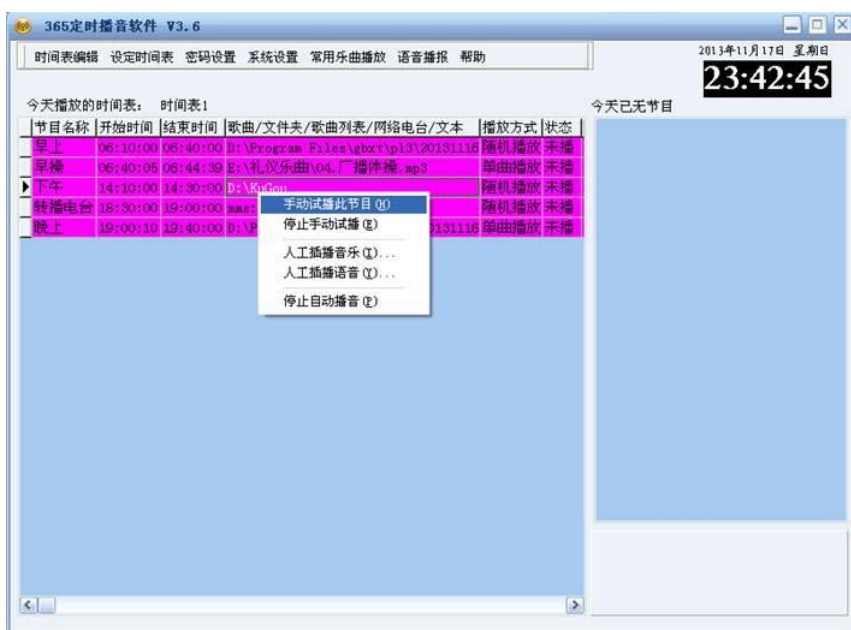 365定时播音软件 V3.6
时间表编辑 设定时间表 密码设置 系统设置 常用乐曲播放 语音播报 帮助
2013年11月17日 星期日
23:42:45
今天播放的时间表: 时间表1
今天已无节目
节目名称 开始时间 结束时间 歌曲/文件夹/歌曲列表/网络电台/文本 播放方式 状态
早上 06:10:00 06:40:00 D:\Program Files\gbxt\pl3\20131116 随机播放 未播
早操 06:40:05 06:44:39 E:\礼仪乐曲\04.广播体操.mp3 单曲播放 未播
下午 14:10:00 14:30:00 D:\KuGou 随机播放 未播
转播电台 18:30:00 19:00:00 mms: 随机播放 未播
晚上 19:00:10 19:40:00 D:\P 0131116 单曲播放 未播
手动试播此节目(H)
停止手动试播(E)
人工插播音乐(I)...
人工插播语音(Y)...
停止自动播音(P)